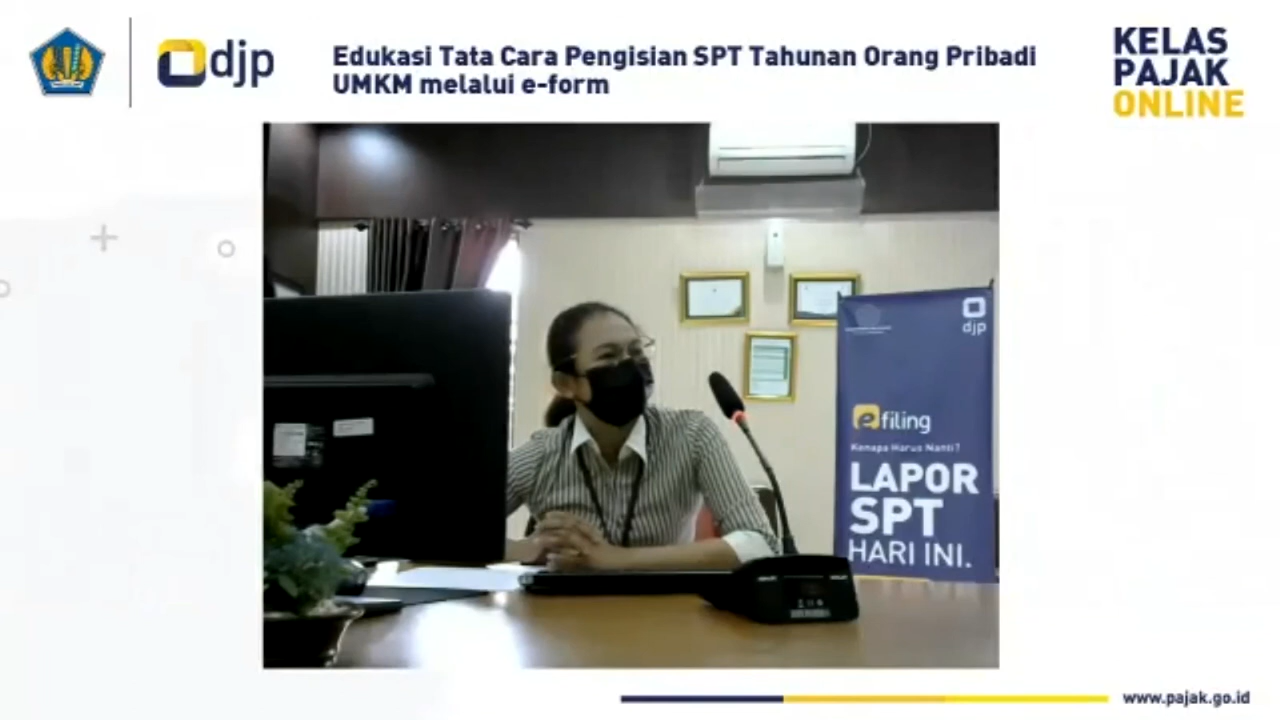 djp
Edukasi Tata Cara Pengisian SPT Tahunan Orang Pribadi
UMKM melalui e-form
KELAS
PAJAK
ONLINE
djp
efiling
Kenapa Harus Nanti?
LAPOR
SPT
HARI INI.
www.pajak.go.id